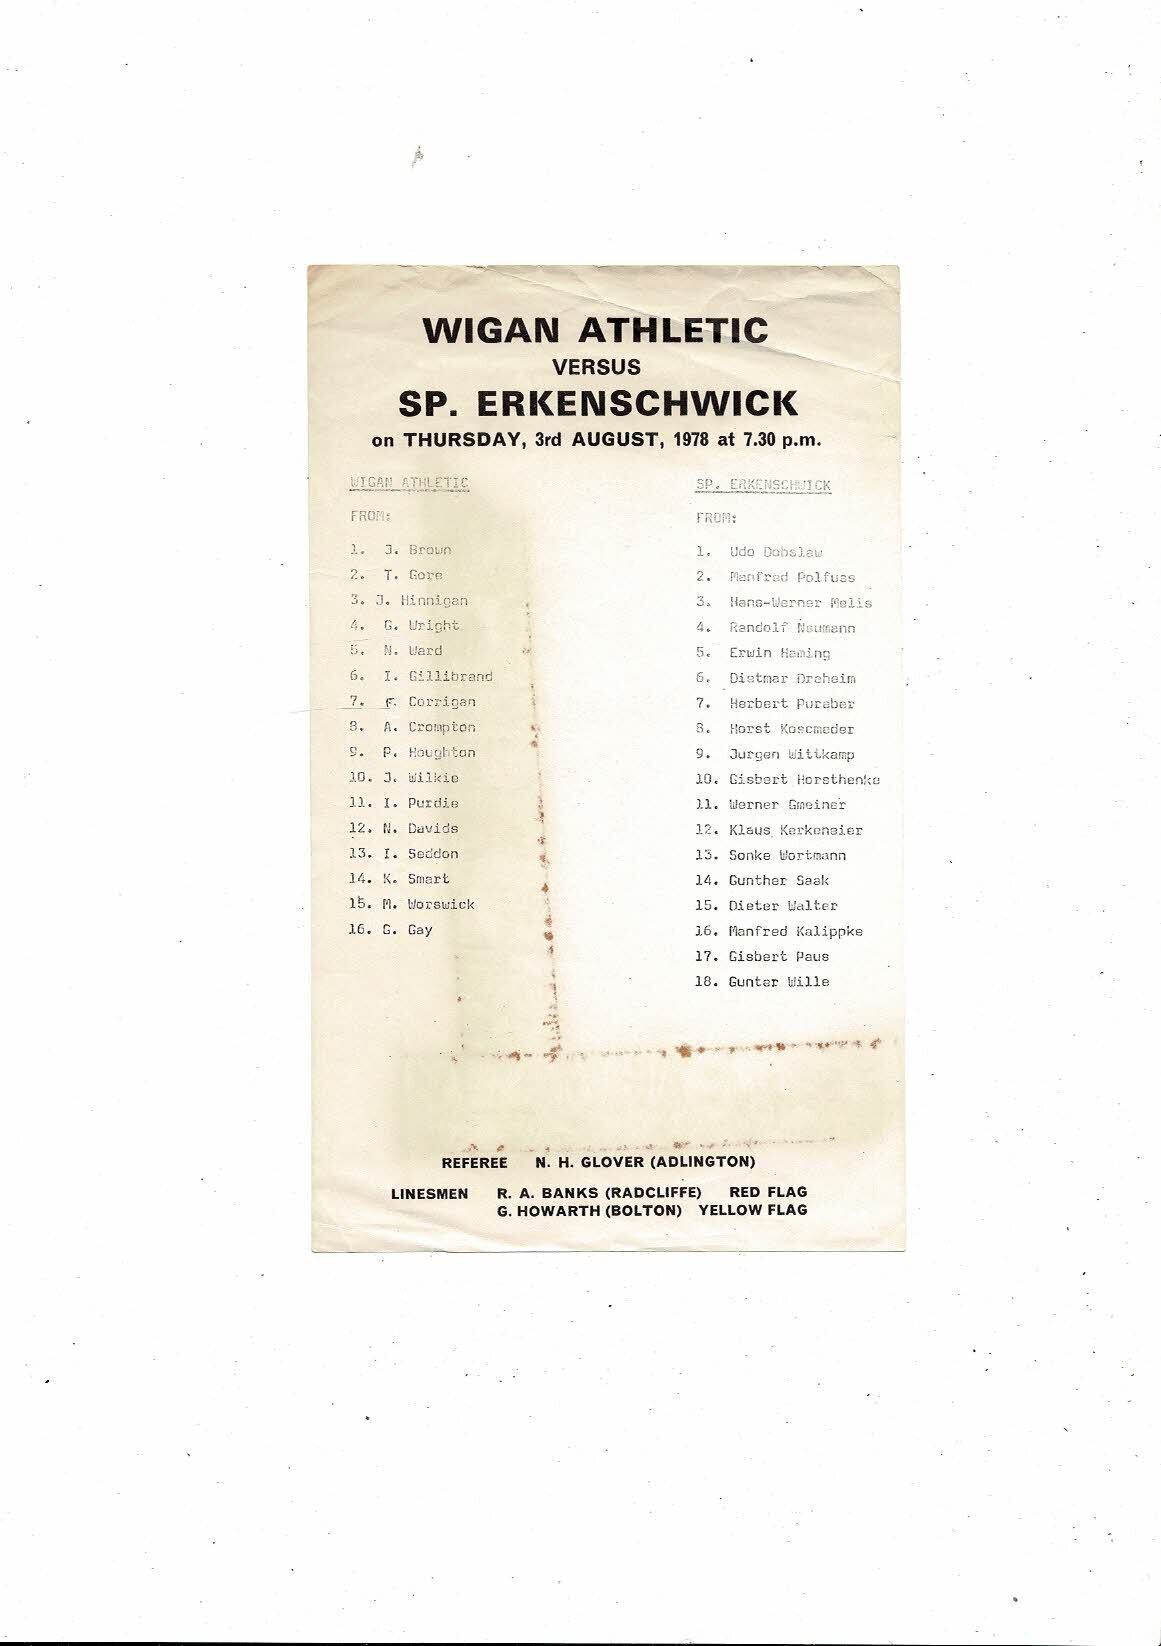 WIGAN ATHLETIC
VERSUS
SP. ERKENSCHWICK
on THURSDAY, 3rd AUGUST, 1978 at 7.30 p.m.
WIGAN ATHLETIC
FROM:
1. J. Brown
2. T. Gore
3. J. Hinnigan
4. G. Wright
5. N. Ward
6. I. Gillibrand
7. F. Corrigan
8. A. Crompton
9. P. Houghton
10. J. Wilkie
11. I. Purdie
12. N. Davids
13. I. Seddon
14. K. Smart
15. M. Worswick
16. G. Gay
SP. ERKENSCHWICK
FROM:
1. Udo Dobslaw
2. Manfred Polfuss
3. Hans-Werner Melis
4. Randolf Neumann
5. Erwin Haming
6. Dietmar Draheim
7. Herbert Puraber
8. Horst Koscmeder
9. Jurgen Wittkamp
10. Gisbert Horsthenke
11. Werner Gmeiner
12. Klaus Kerkeneier
13. Sonke Wortmann
14. Gunther Saak
15. Dieter Walter
16. Manfred Kalippke
17. Gisbert Paus
18. Gunter Wille
REFEREE N. H. GLOVER (ADLINGTON)
LINESMEN R. A. BANKS (RADCLIFFE) RED FLAG
G. HOWARTH (BOLTON) YELLOW FLAG